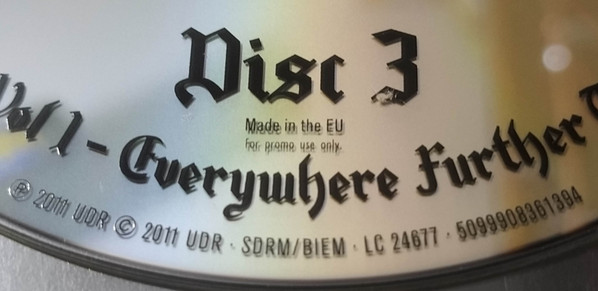 Disc 3
Made in the EU
For promo use only.
Vol 1 - Everywhere Further
℗ 2011 UDR © 2011 UDR · SDRM/BIEM · LC 24677 · 5099908361394